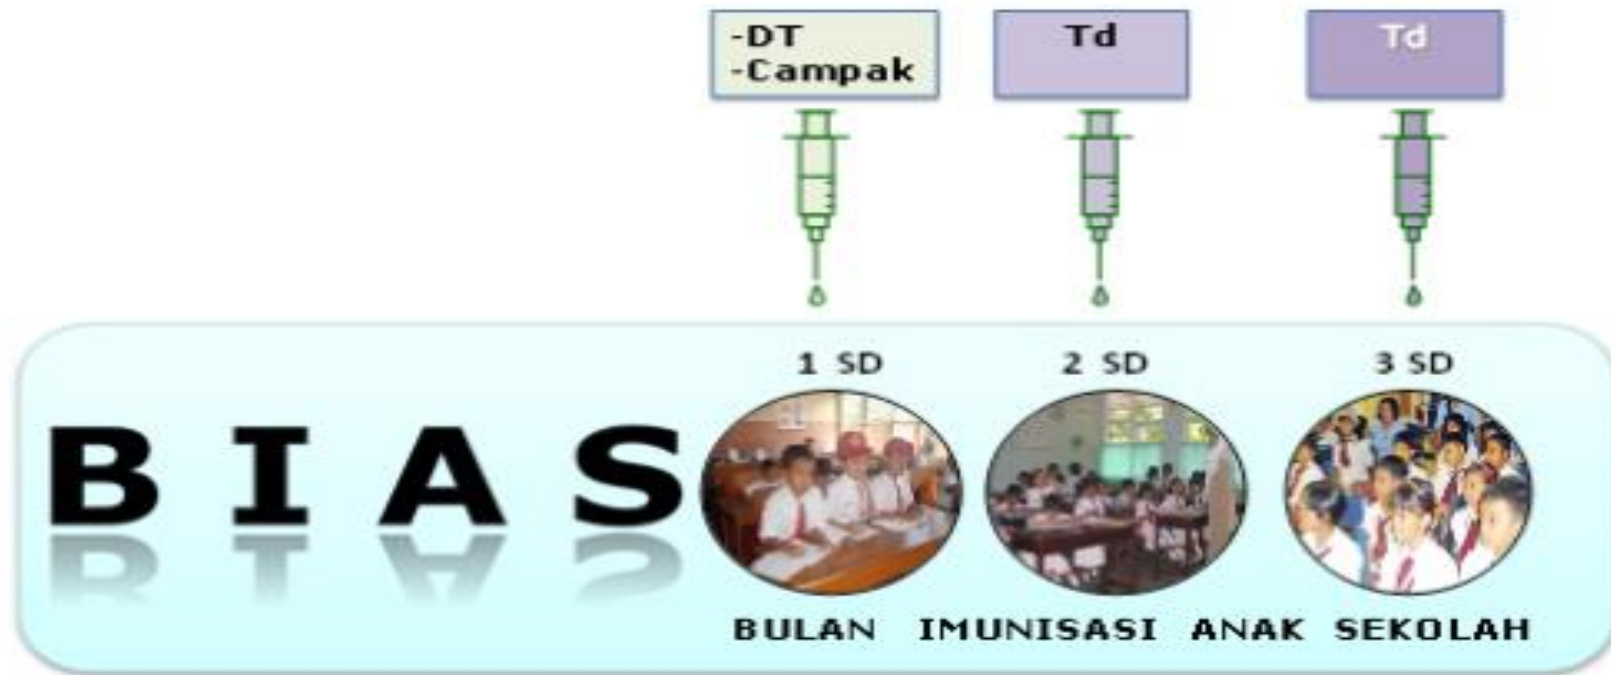 -DT
-Campak
Td
Td
1 SD
2 SD
3 SD
BIAS
BULAN IMUNISASI ANAK SEKOLAH